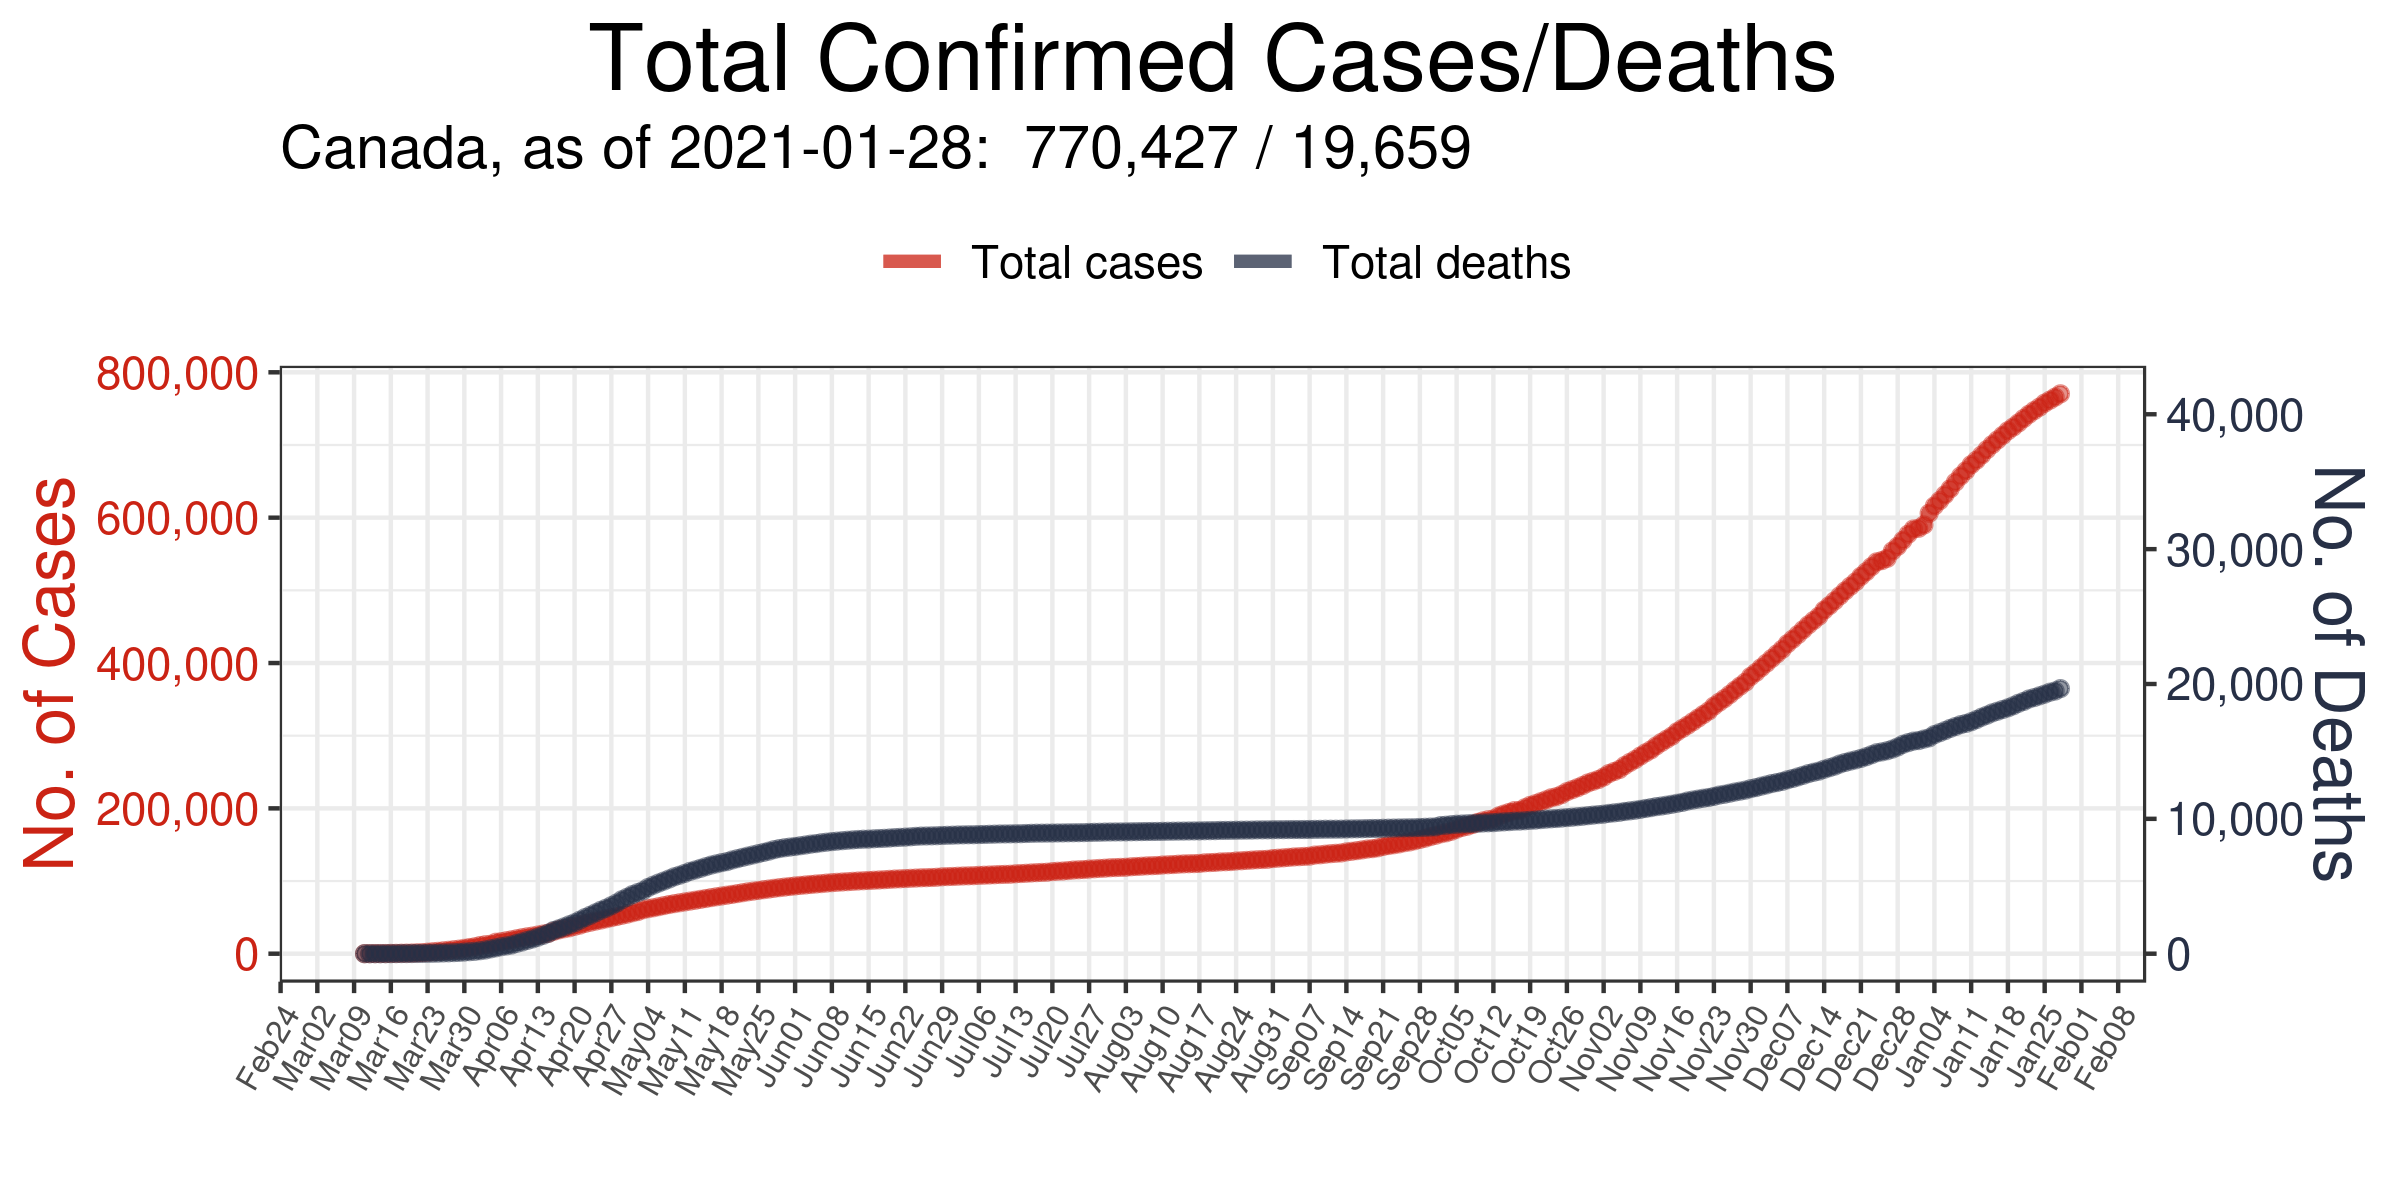 Total Confirmed Cases/Deaths
Canada, as of 2021-01-28:  770,427 / 19,659
Total cases
Total deaths
No. of Cases
800,000
600,000
400,000
200,000
0
40,000
30,000
20,000
10,000
0
No. of Deaths
Feb24
Mar02
Mar09
Mar16
Mar23
Mar30
Apr06
Apr13
Apr20
Apr27
May04
May11
May18
May25
Jun01
Jun08
Jun15
Jun22
Jun29
Jul06
Jul13
Jul20
Jul27
Aug03
Aug10
Aug17
Aug24
Aug31
Sep07
Sep14
Sep21
Sep28
Oct05
Oct12
Oct19
Oct26
Nov02
Nov09
Nov16
Nov23
Nov30
Dec07
Dec14
Dec21
Dec28
Jan04
Jan11
Jan18
Jan25
Feb01
Feb08